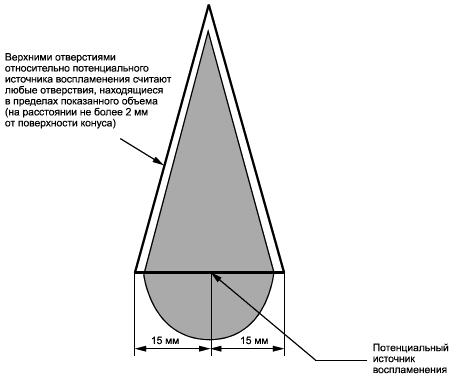 Верхними отверстиями
относительно потенциального
источника воспламенения считают
любые отверствия, находящиеся
в пределах показанного объема
(на расстоянии не более 2 мм
от поверхности конуса)
15 мм
15 мм
Потенциальный
источник
воспламенения